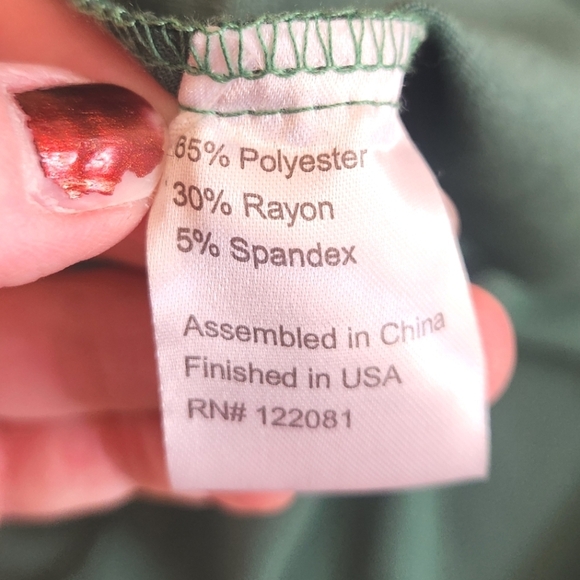 65% Polyester
30% Rayon
5% Spandex
Assembled in China
Finished in USA
RN# 122081